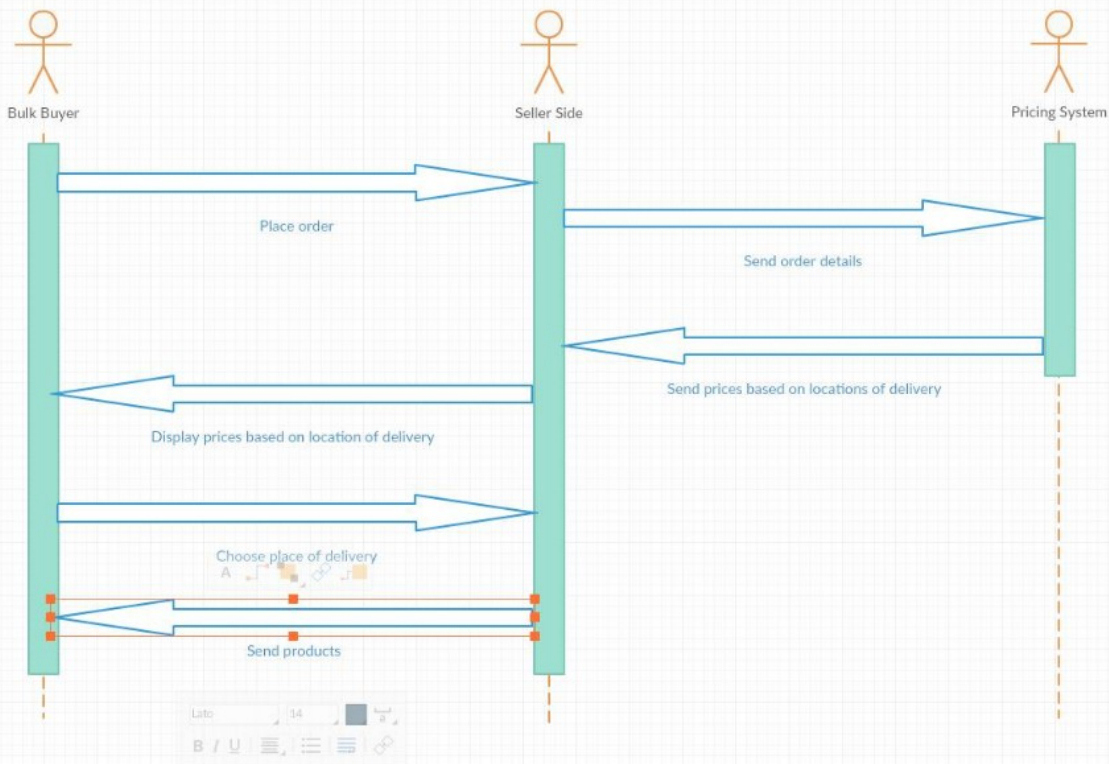 Bulk Buyer
Seller Side
Pricing System
Place order
Send order details
Send prices based on locations of delivery
Display prices based on location of delivery
Choose place of delivery
A
Send products
Lato 14
B I U